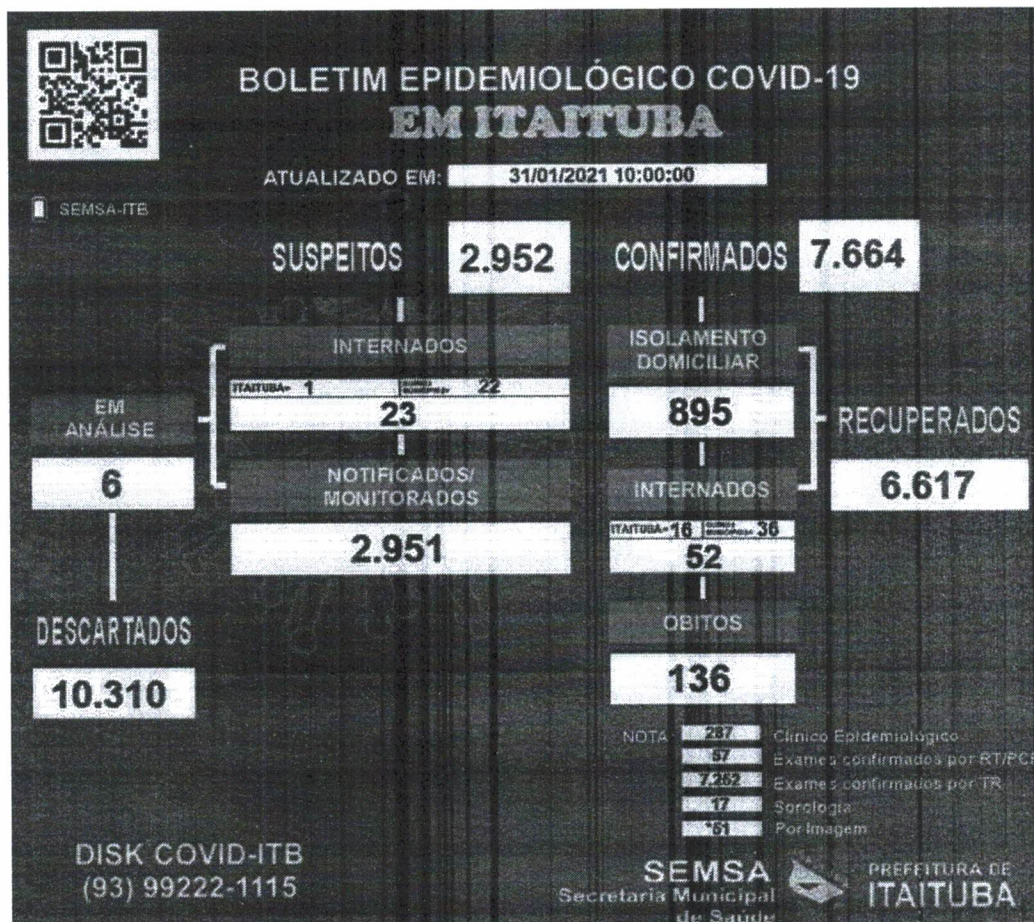 BOLETIM EPIDEMIOLÓGICO COVID-19
EM ITAITUBA
ATUALIZADO EM: 31/01/2021 10:00:00
SEMSA-ITB
SUSPEITOS 2.952
INTERNADOS
ITAITUBA= 1 22
23
EM
ANÁLISE
6
NOTIFICADOS/
MONITORADOS
2.951
DESCARTADOS
10.310
CONFIRMADOS 7.664
ISOLAMENTO
DOMICILIAR
895
INTERNADOS
ITAITUBA= 16 36
52
OBITOS
136
RECUPERADOS
6.617
NOTA 287 Clínico Epidemiológico
57 Exames confirmados por RT/PCR
7.252 Exames confirmados por TR
17 Sorologia
*51 Por Imagem
DISK COVID-ITB
(93) 99222-1115
SEMSA
Secretaria Municipal
de Saúde
PREFEITURA DE
ITAITUBA